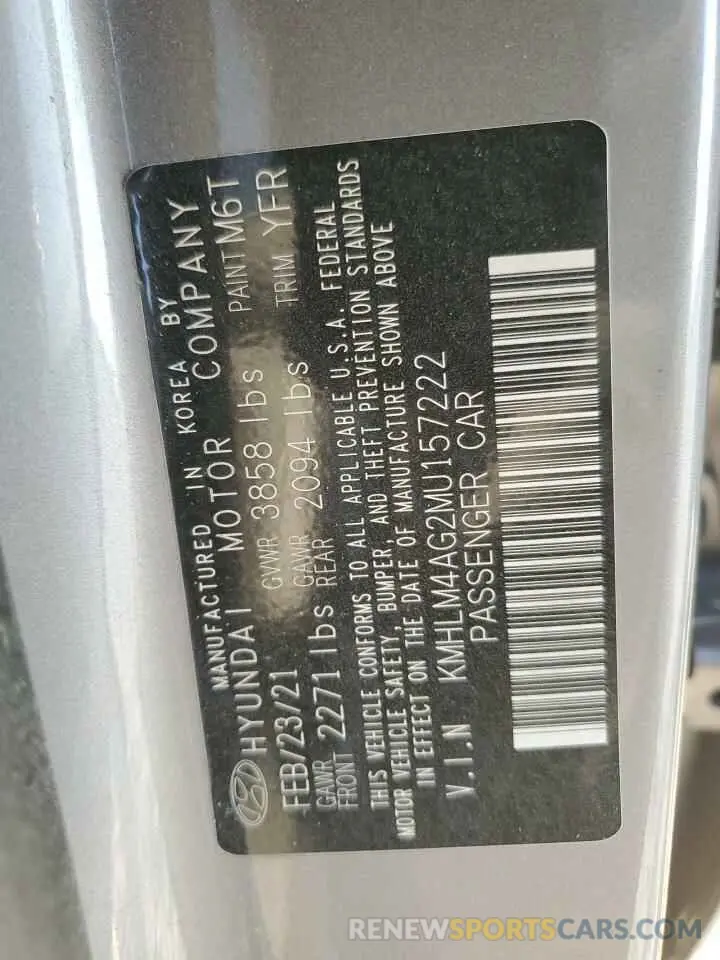 MANUFACTURED IN KOREA BY
HYUNDAI MOTOR COMPANY
FEB/23/21 GVWR 3858 lbs PAINT M6T
GAWR FRONT 2271 lbs GAWR REAR 2094 lbs TRIM YFR
THIS VEHICLE CONFORMS TO ALL APPLICABLE U.S.A. FEDERAL
MOTOR VEHICLE SAFETY, BUMPER, AND THEFT PREVENTION STANDARDS
IN EFFECT ON THE DATE OF MANUFACTURE SHOWN ABOVE
V.I.N KMHLM4AG2MU157222
PASSENGER CAR
RENEWSPORTSCARS.COM